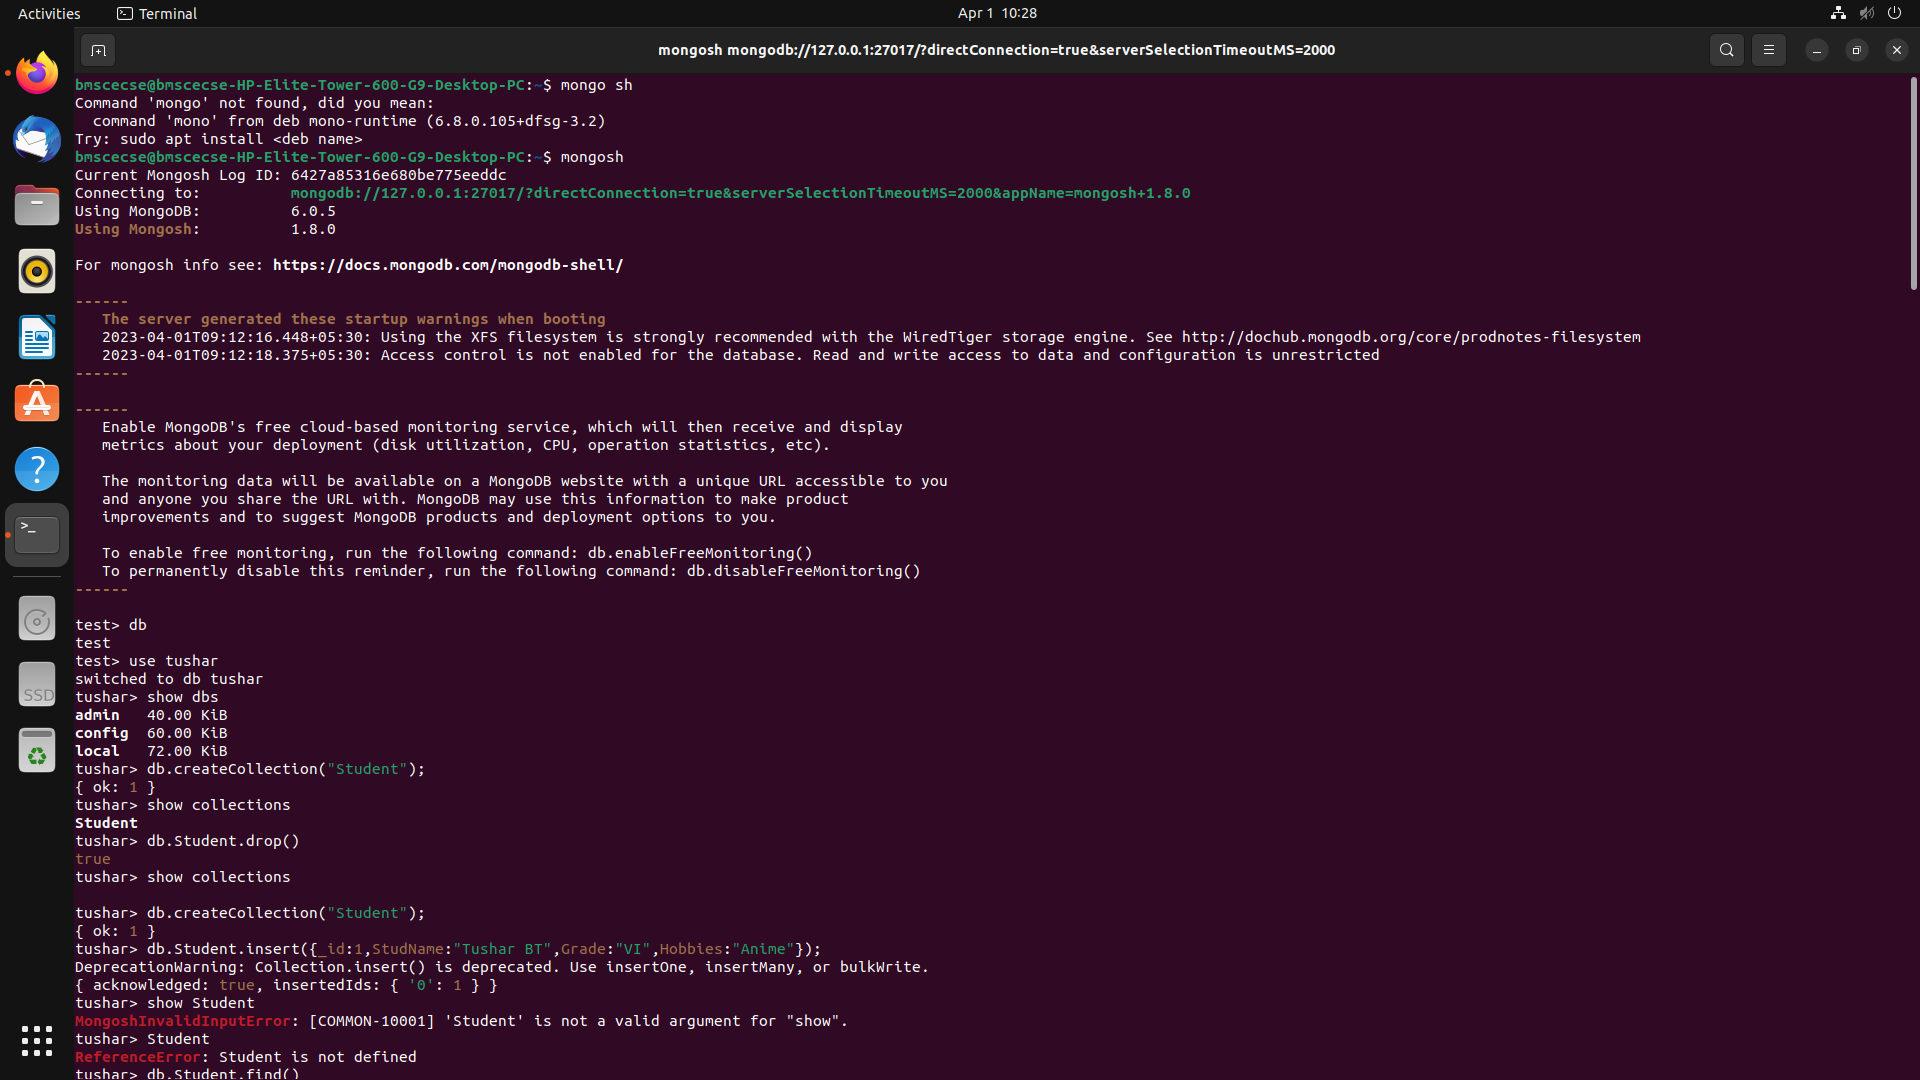 Activities
Terminal
Apr 1 10:28
mongosh mongodb://127.0.0.1:27017/?directConnection=true&serverSelectionTimeoutMS=2000
bmscecse@bmscecse-HP-Elite-Tower-600-G9-Desktop-PC:~$ mongo sh
Command 'mongo' not found, did you mean:
  command 'mono' from deb mono-runtime (6.8.0.105+dfsg-3.2)
Try: sudo apt install <deb name>
bmscecse@bmscecse-HP-Elite-Tower-600-G9-Desktop-PC:~$ mongosh
Current Mongosh Log ID: 6427a85316e680be775eeddc
Connecting to:          mongodb://127.0.0.1:27017/?directConnection=true&serverSelectionTimeoutMS=2000&appName=mongosh+1.8.0
Using MongoDB:          6.0.5
Using Mongosh:          1.8.0
For mongosh info see: https://docs.mongodb.com/mongodb-shell/
------
   The server generated these startup warnings when booting
   2023-04-01T09:12:16.448+05:30: Using the XFS filesystem is strongly recommended with the WiredTiger storage engine. See http://dochub.mongodb.org/core/prodnotes-filesystem
   2023-04-01T09:12:18.375+05:30: Access control is not enabled for the database. Read and write access to data and configuration is unrestricted
------
------
   Enable MongoDB's free cloud-based monitoring service, which will then receive and display
   metrics about your deployment (disk utilization, CPU, operation statistics, etc).
   The monitoring data will be available on a MongoDB website with a unique URL accessible to you
   and anyone you share the URL with. MongoDB may use this information to make product
   improvements and to suggest MongoDB products and deployment options to you.
   To enable free monitoring, run the following command: db.enableFreeMonitoring()
   To permanently disable this reminder, run the following command: db.disableFreeMonitoring()
------
test> db
test
test> use tushar
switched to db tushar
tushar> show dbs
admin   40.00 KiB
config  60.00 KiB
local   72.00 KiB
tushar> db.createCollection("Student");
{ ok: 1 }
tushar> show collections
Student
tushar> db.Student.drop()
true
tushar> show collections
tushar> db.createCollection("Student");
{ ok: 1 }
tushar> db.Student.insert({_id:1,StudName:"Tushar BT",Grade:"VI",Hobbies:"Anime"});
DeprecationWarning: Collection.insert() is deprecated. Use insertOne, insertMany, or bulkWrite.
{ acknowledged: true, insertedIds: { '0': 1 } }
tushar> show Student
MongoshInvalidInputError: [COMMON-10001] 'Student' is not a valid argument for "show".
tushar> Student
ReferenceError: Student is not defined
tushar> db.Student.find()
SSD